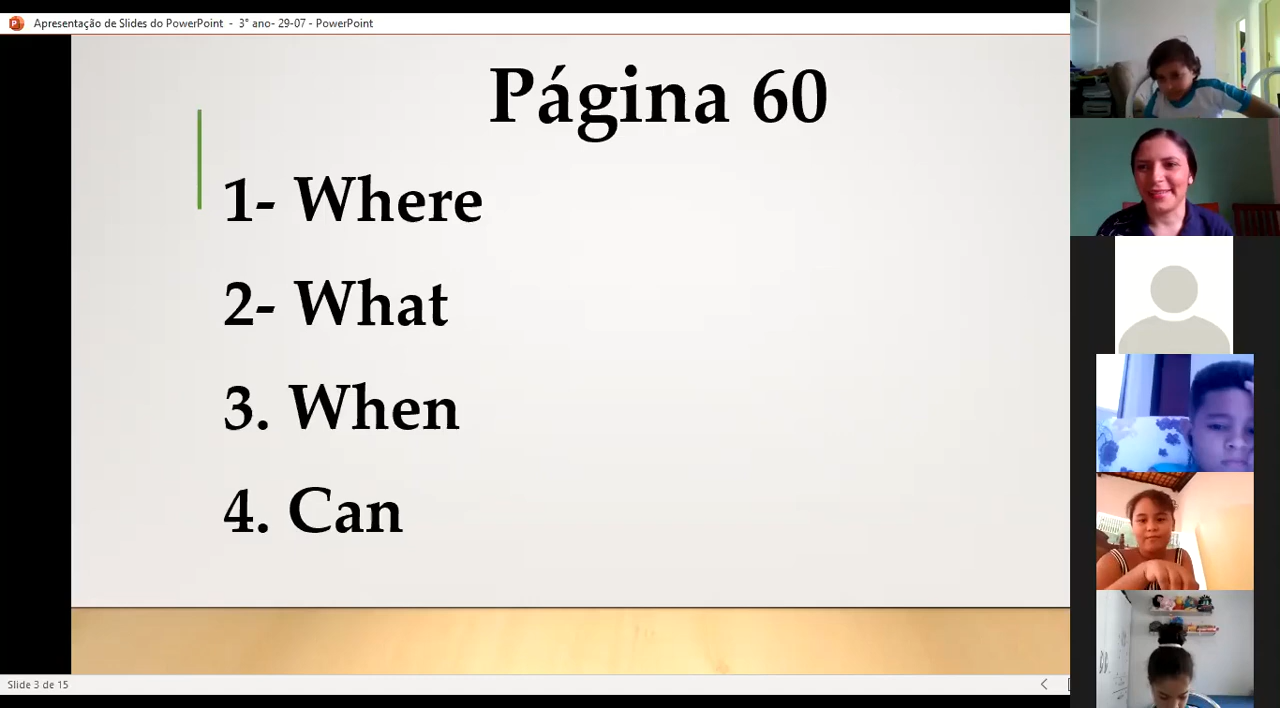 Apresentação de Slides do PowerPoint - 3° ano- 29-07 - PowerPoint
Página 60
1- Where
2- What
3. When
4. Can
Slide 3 de 15